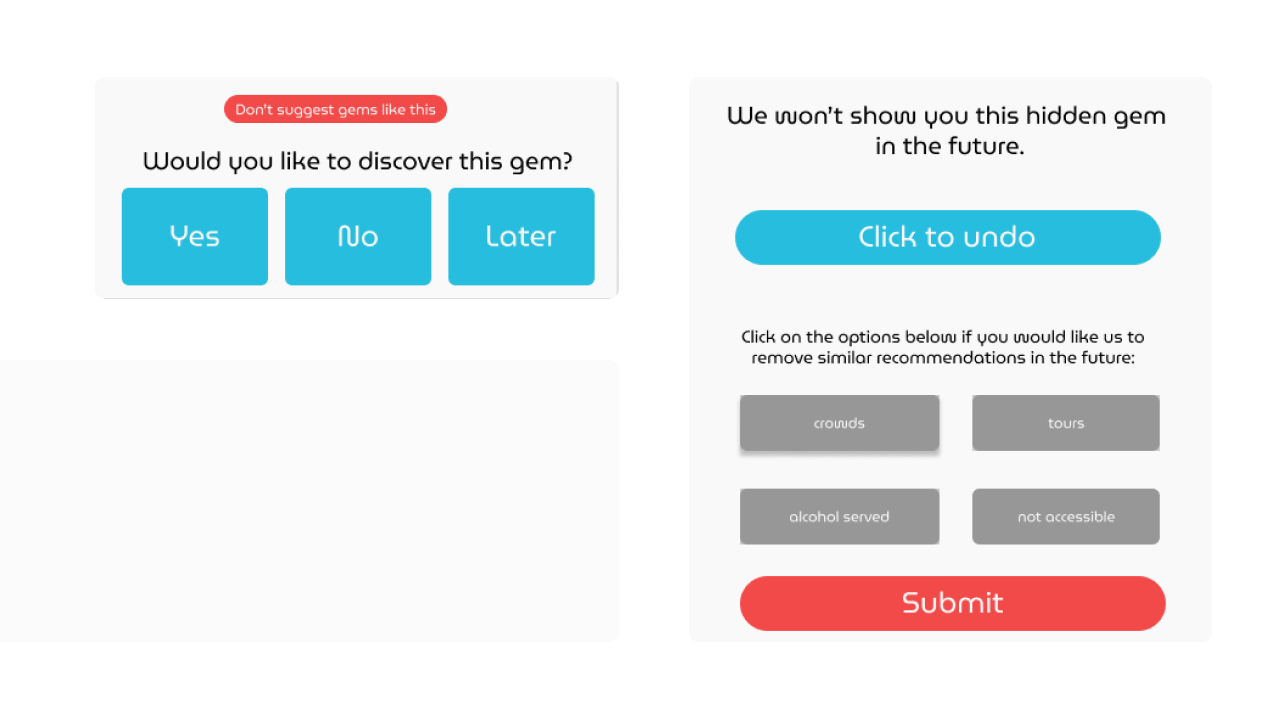 Don't suggest gems like this
Would you like to discover this gem?
Yes
No
Later
We won't show you this hidden gem
in the future.
Click to undo
Click on the options below if you would like us to
remove similar recommendations in the future:
crowds
tours
alcohol served
not accessible
Submit